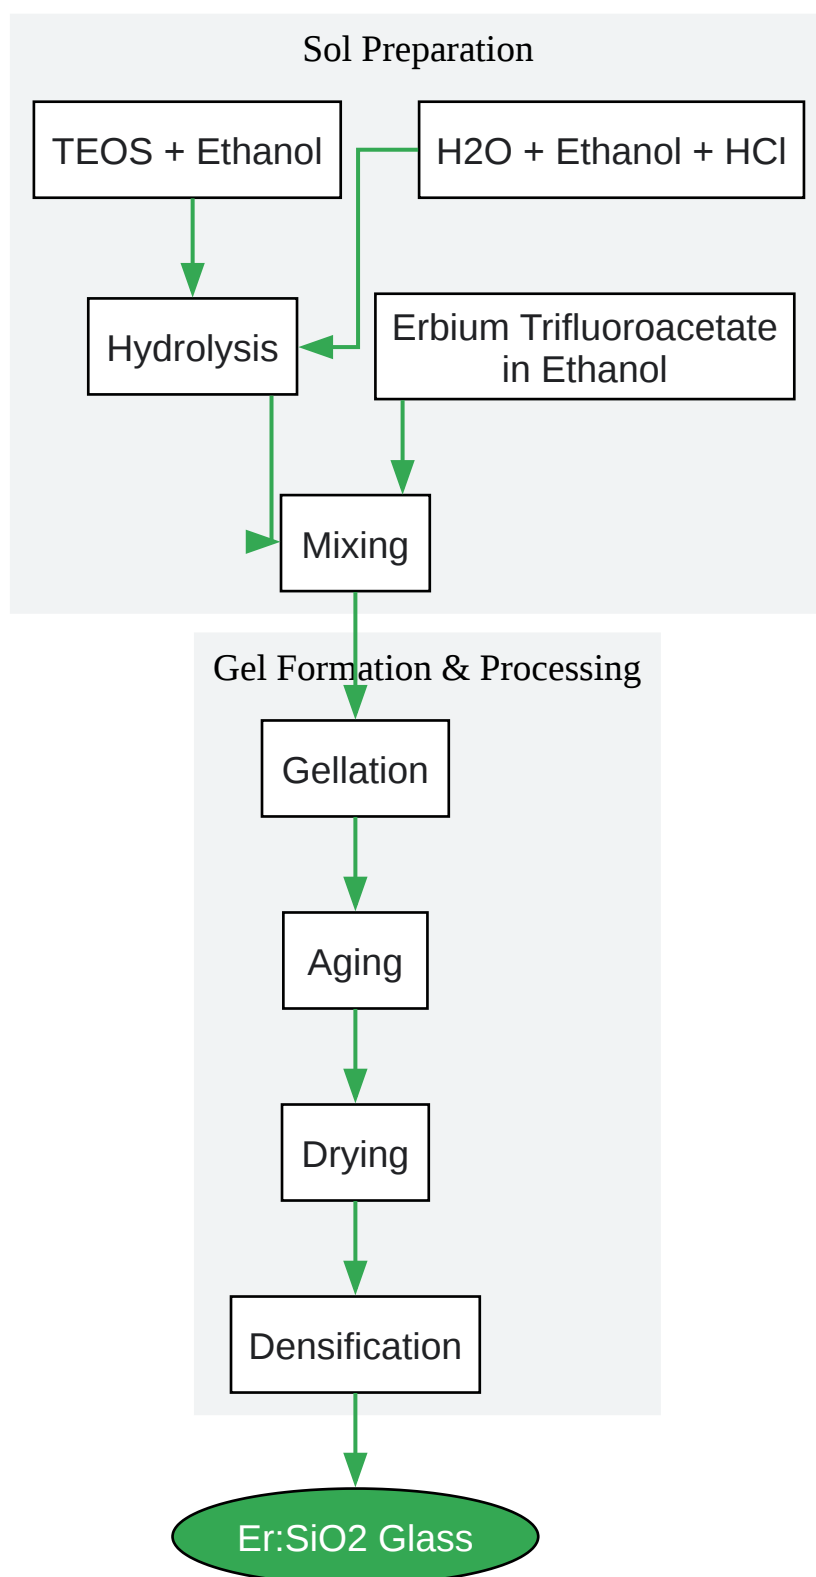 Sol Preparation
TEOS + Ethanol
H2O + Ethanol + HCl
Hydrolysis
Erbium Trifluoroacetate
in Ethanol
Mixing
Gel Formation & Processing
Gellation
Aging
Drying
Densification
Er:SiO2 Glass